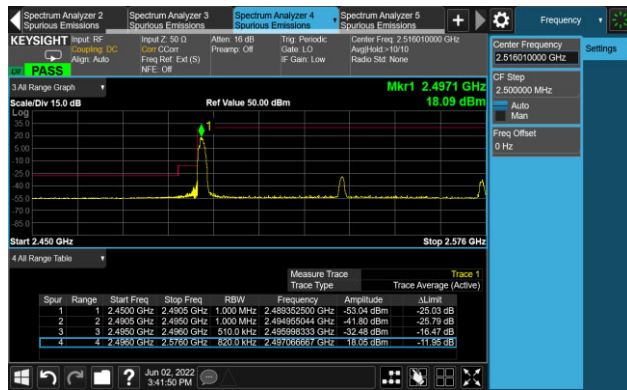 Spectrum Analyzer 2
Spurious Emissions
Spectrum Analyzer 3
Spurious Emissions
Spectrum Analyzer 4
Spurious Emissions
Spectrum Analyzer 5
Spurious Emissions
Frequency
KEYSIGHT
Input: RF
Coupling: DC
Align: Auto
Input Z: 50 Ω
Corr CCorr
Freq Ref: Ext (S)
NFE: Off
Atten: 16 dB
Preamp: Off
Trig: Periodic
Gate: LO
IF Gain: Low
Center Freq: 2.516010000 GHz
Avg|Hold:>10/10
Radio Std: None
PASS
Center Frequency
2.516010000 GHz
Settings
CF Step
2.500000 MHz
Auto
Man
Freq Offset
0 Hz
3 All Range Graph
Mkr1 2.4971 GHz
Scale/Div 15.0 dB
Ref Value 50.00 dBm
18.09 dBm
Log
35.0
20.0
5.00
-10.0
-25.0
-40.0
-55.0
-70.0
-85.0
1
Start 2.450 GHz
Stop 2.576 GHz
4 All Range Table
Measure Trace Trace 1
Trace Type Trace Average (Active)
Spur Range Start Freq Stop Freq RBW Frequency Amplitude ΔLimit
1 1 2.4500 GHz 2.4905 GHz 1.000 MHz 2.489352500 GHz -53.04 dBm -25.03 dB
2 2 2.4905 GHz 2.4950 GHz 1.000 MHz 2.494955044 GHz -41.80 dBm -25.79 dB
3 3 2.4950 GHz 2.4960 GHz 510.0 kHz 2.495998333 GHz -32.48 dBm -16.47 dB
4 4 2.4960 GHz 2.5760 GHz 820.0 kHz 2.497066667 GHz 18.05 dBm -11.95 dB
Jun 02, 2022
3:41:50 PM